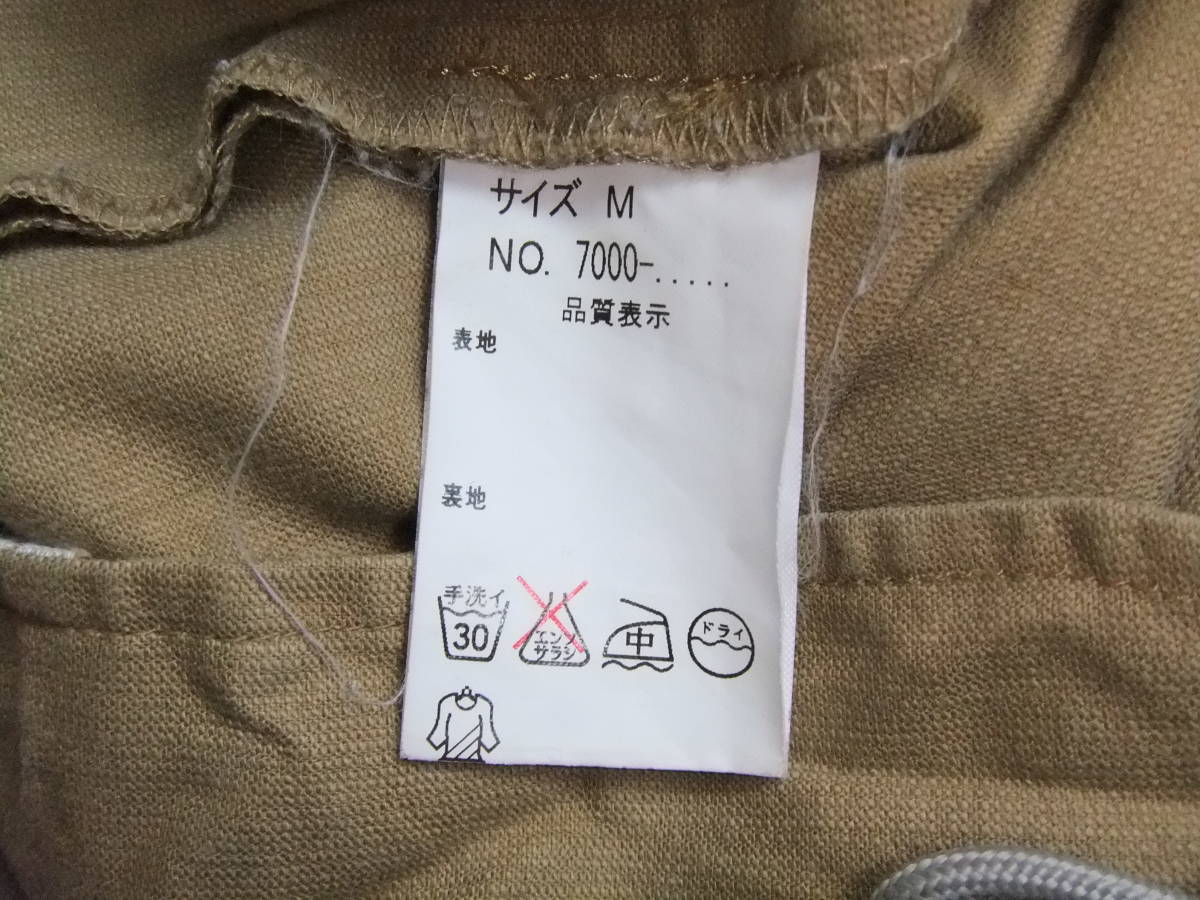 サイズ M
NO. 7000-.....
品質表示
表地
裏地
手洗イ
30
エンソ
サラシ
中
ドライ